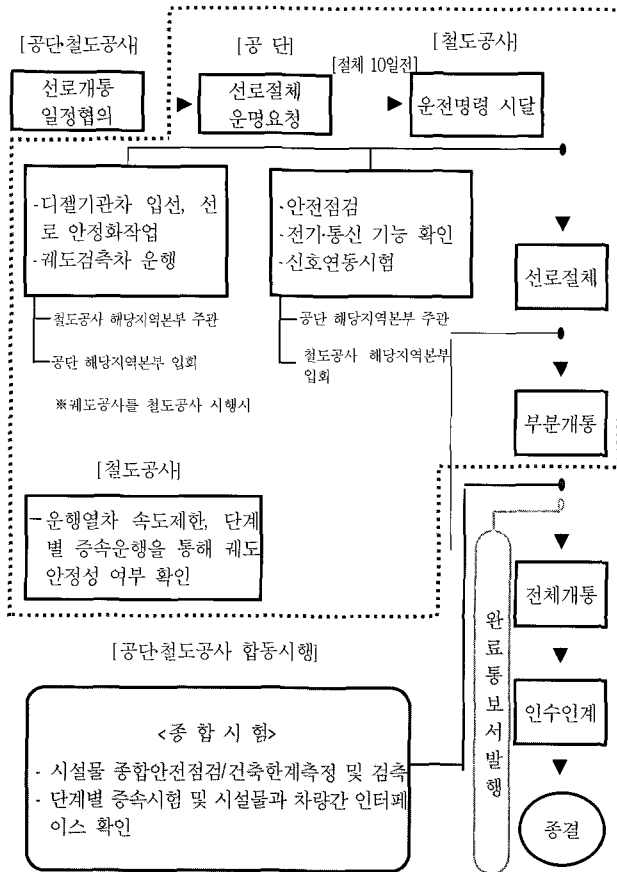 [공단·철도공사]
선로개통
일정협의
[공 단]
선로절체
운명요청
[절체 10일전]
[철도공사]
운전명령 시달
-디젤기관차 입선, 선
로 안정화작업
-궤도검측차 운행
철도공사 해당지역본부 주관
공단 해당지역본부 입회
※궤도공사를 철도공사 시행시
-안전점검
-전기·통신 기능 확인
-신호연동시험
공단 해당지역본부 주관
철도공사 해당지역본부
입회
선로절체
부분개통
[철도공사]
- 운행열차 속도제한, 단계
별 증속운행을 통해 궤도
안정성 여부 확인
[공단·철도공사 합동시행]
<종 합 시 험>
- 시설물 종합안전점검/건축한계측정 및 검측
- 단계별 증속시험 및 시설물과 차량간 인터페
이스 확인
완료통보서발행
전체개통
인수인계
종결